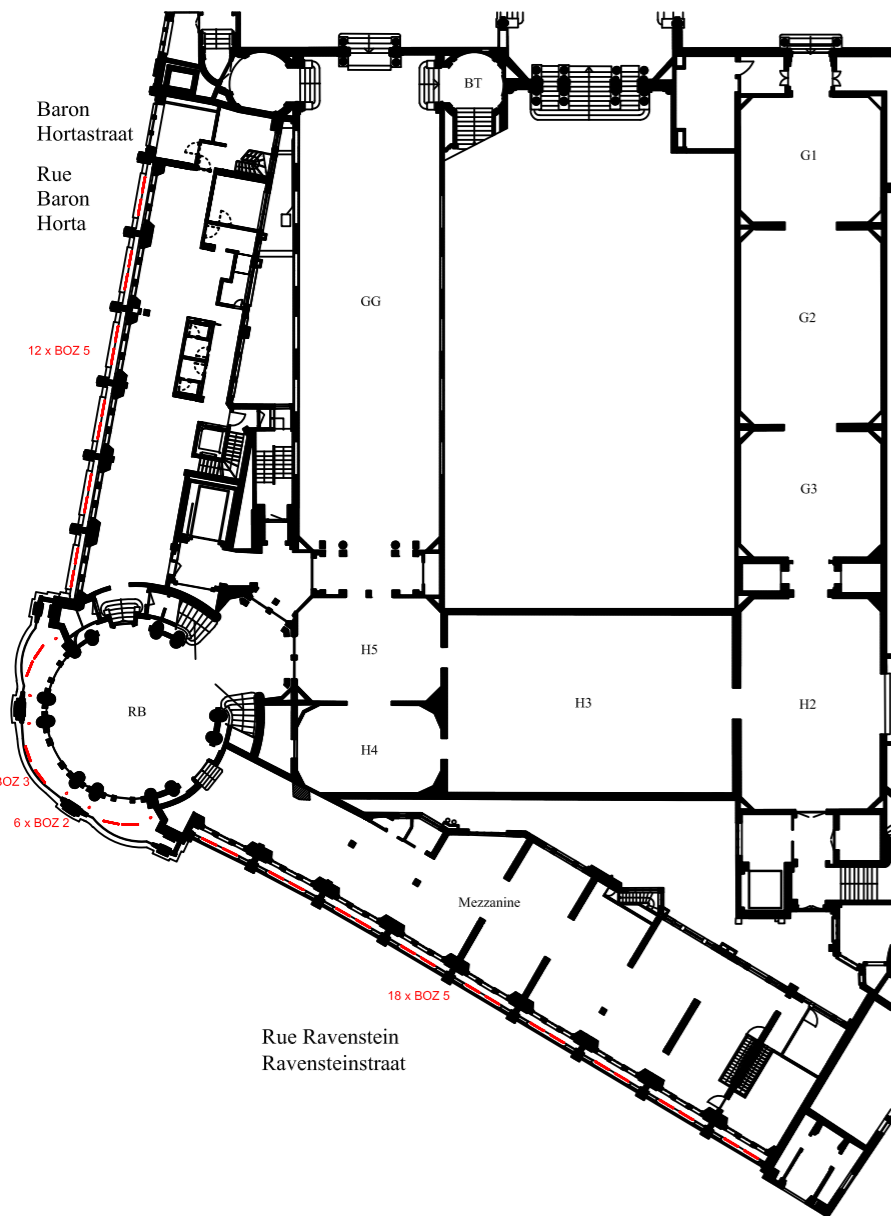 BT
Baron
Hortastraat
Rue
Baron
Horta
G1
GG
G2
12 x BOZ 5
G3
H5
RB
H3
H2
H4
BOZ 3
6 x BOZ 2
Mezzanine
18 x BOZ 5
Rue Ravenstein
Ravensteinstraat